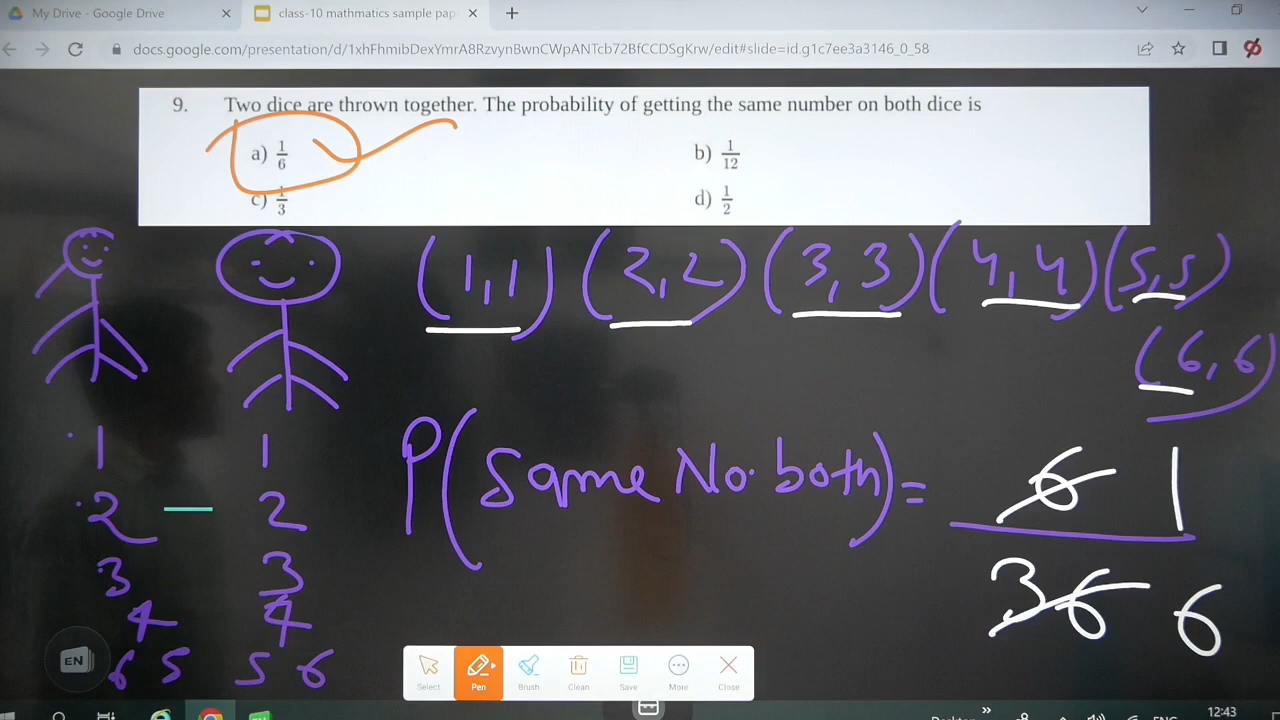 My Drive - Google Drive
class-10 mathmatics sample pap
docs.google.com/presentation/d/1xhFhmibDexYmrA8RzvynBwnCWpANTcb72BfCCDSgKrw/edit#slide=id.g1c7ee3a3146_0_58
9. Two dice are thrown together. The probability of getting the same number on both dice is
a) 1/6 b) 1/12
c) 1/3 d) 1/2
(1,1) (2,2) (3,3) (4,4) (5,5)
(6,6)
1 1
2 — 2
3 3
4 4
6 5 5 6
P(Same No. both) = 6/36 1/6
EN
Select Pen Brush Clean Save More Close
Desktop » ENG 12:43